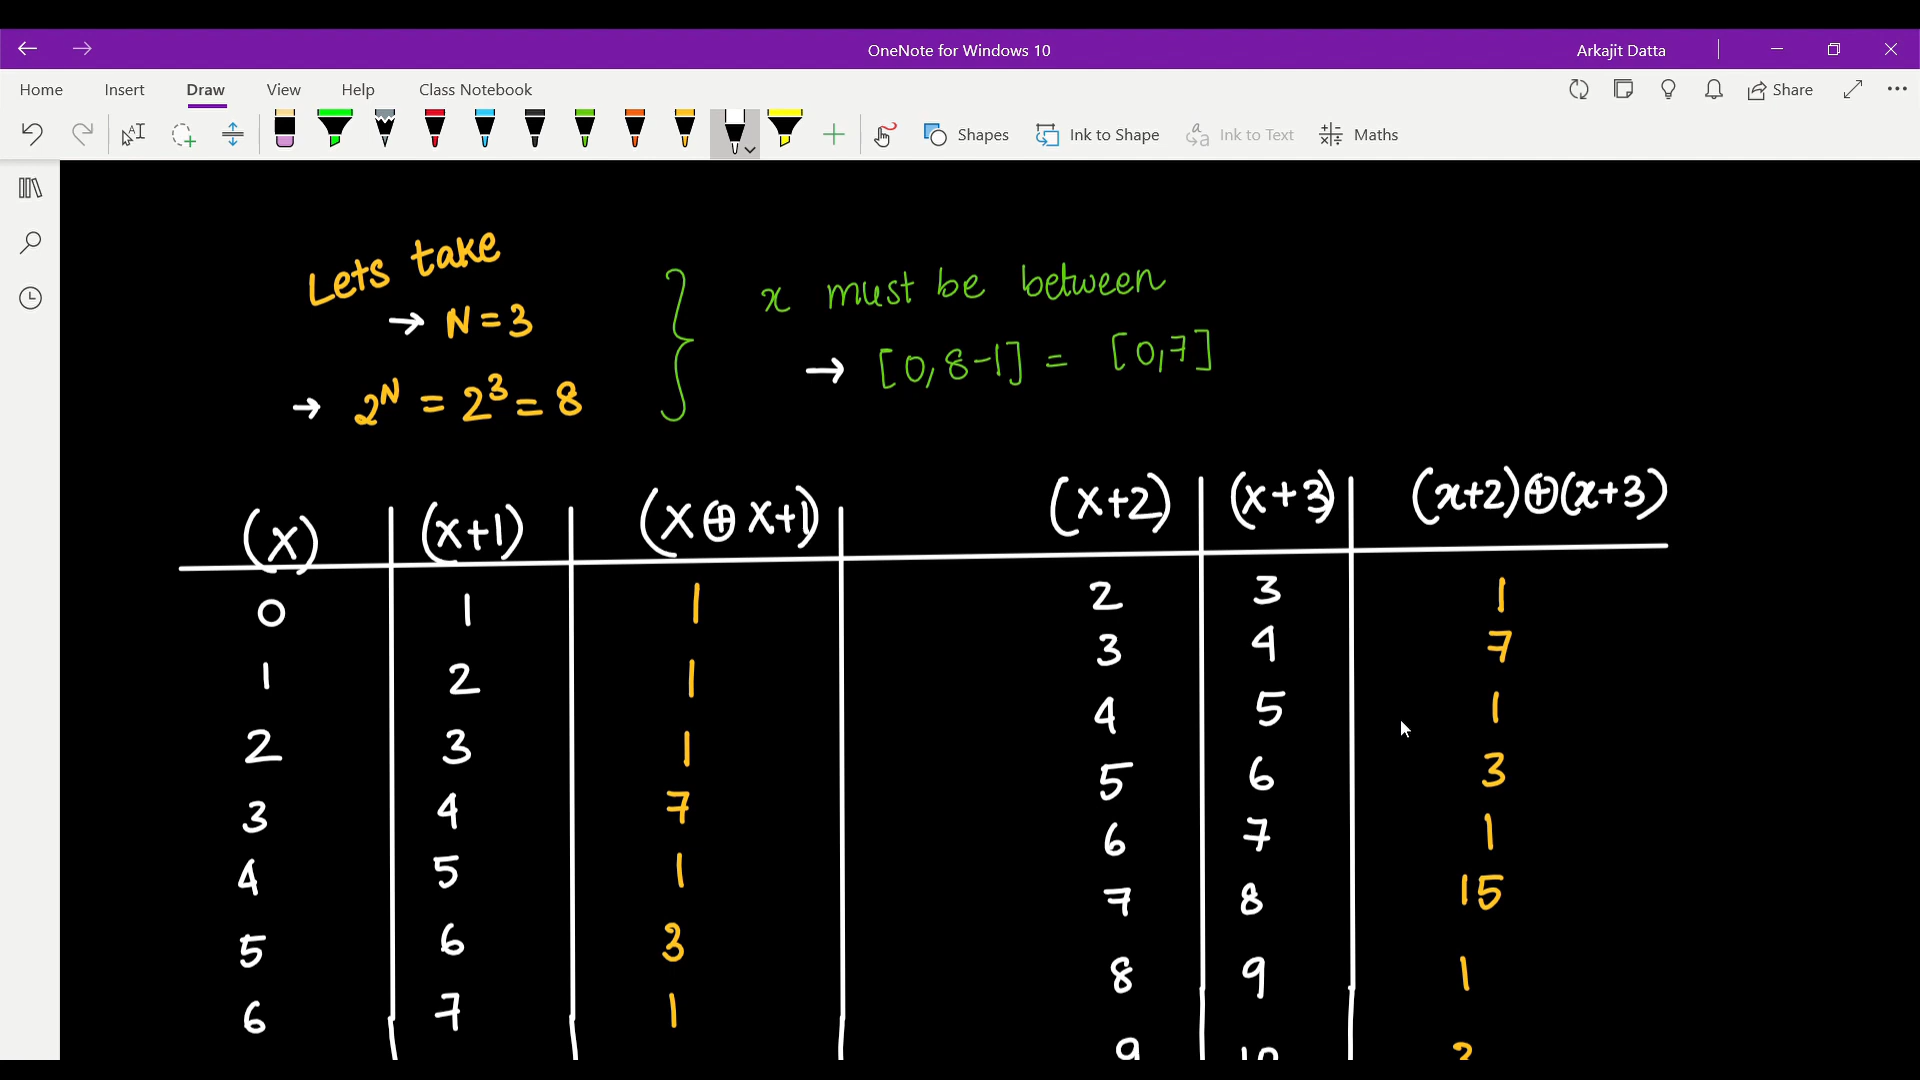 OneNote for Windows 10
Arkajit Datta
Home Insert Draw View Help Class Notebook
Share
Shapes Ink to Shape Ink to Text Maths
Lets take
→ N = 3
→ 2^N = 2^3 = 8
x must be between
→ [0, 8-1] = [0,7]
(x) (x+1) (x ⊕ x+1) (x+2) (x+3) (x+2)⊕(x+3)
0 1 1 2 3 1
1 2 1 3 4 7
2 3 1 4 5 1
3 4 7 5 6 3
4 5 1 6 7 1
5 6 3 7 8 15
6 7 1 8 9 1
9 10